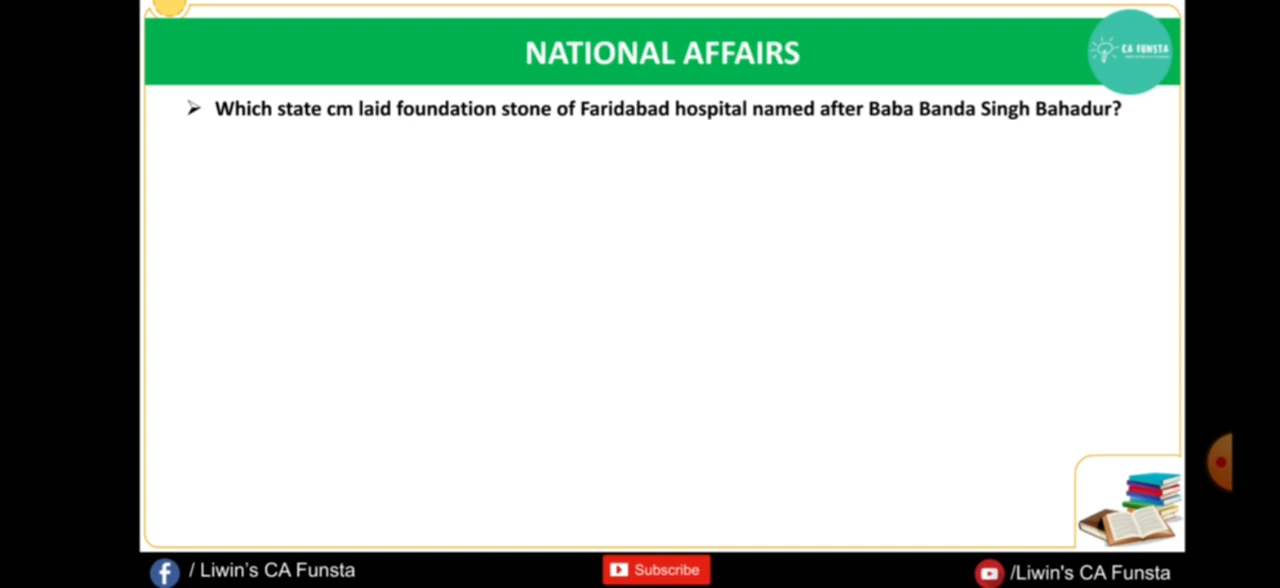 NATIONAL AFFAIRS
CA FUNSTA
➢ Which state cm laid foundation stone of Faridabad hospital named after Baba Banda Singh Bahadur?
/ Liwin's CA Funsta
Subscribe
/Liwin's CA Funsta